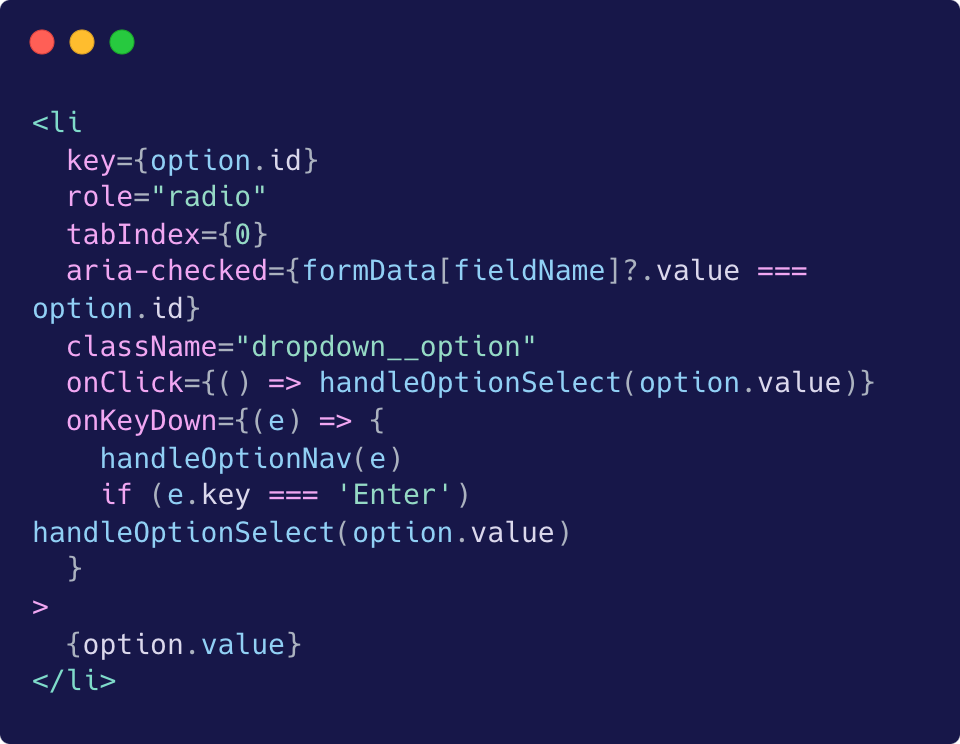 <li
  key={option.id}
  role="radio"
  tabIndex={0}
  aria-checked={formData[fieldName]?.value ===
option.id}
  className="dropdown__option"
  onClick={() => handleOptionSelect(option.value)}
  onKeyDown={(e) => {
    handleOptionNav(e)
    if (e.key === 'Enter')
handleOptionSelect(option.value)
  }
>
  {option.value}
</li>